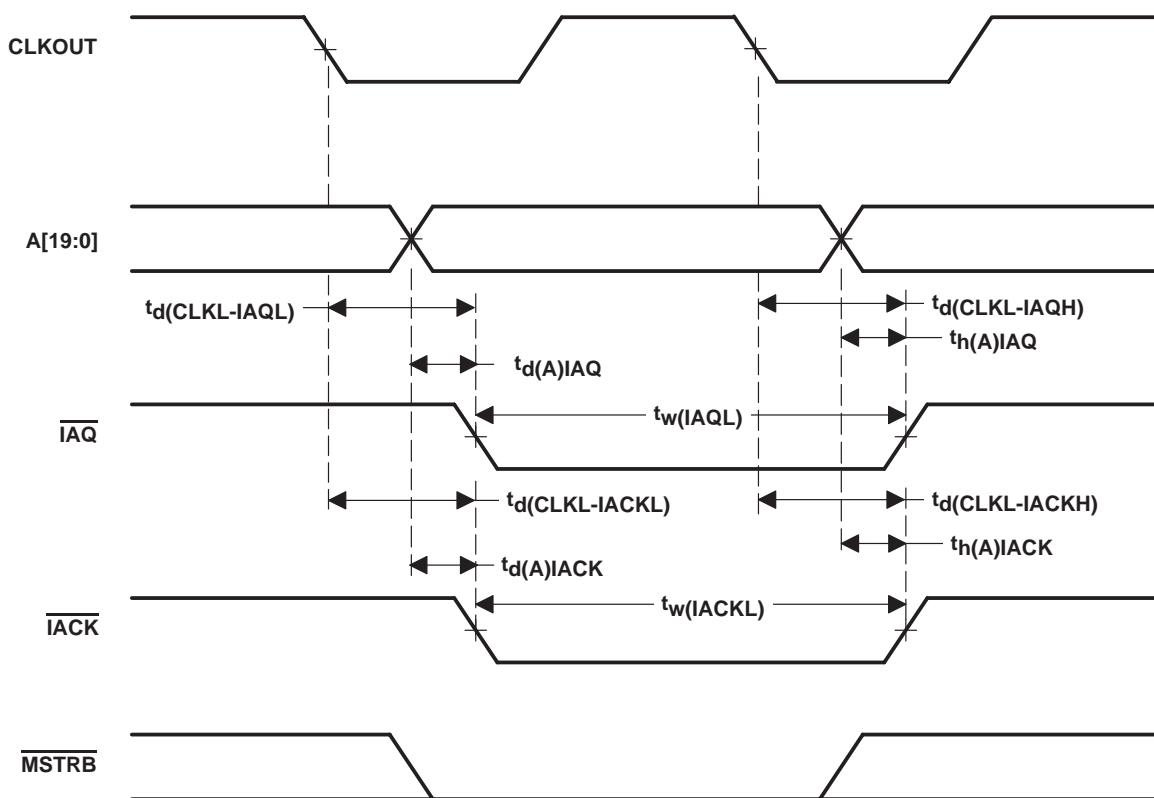 CLKOUT
A[19:0]
td(CLKL-IAQL)
td(CLKL-IAQH)
th(A)IAQ
td(A)IAQ
tw(IAQL)
IAQ
td(CLKL-IACKL)
td(CLKL-IACKH)
th(A)IACK
td(A)IACK
tw(IACKL)
IACK
MSTRB